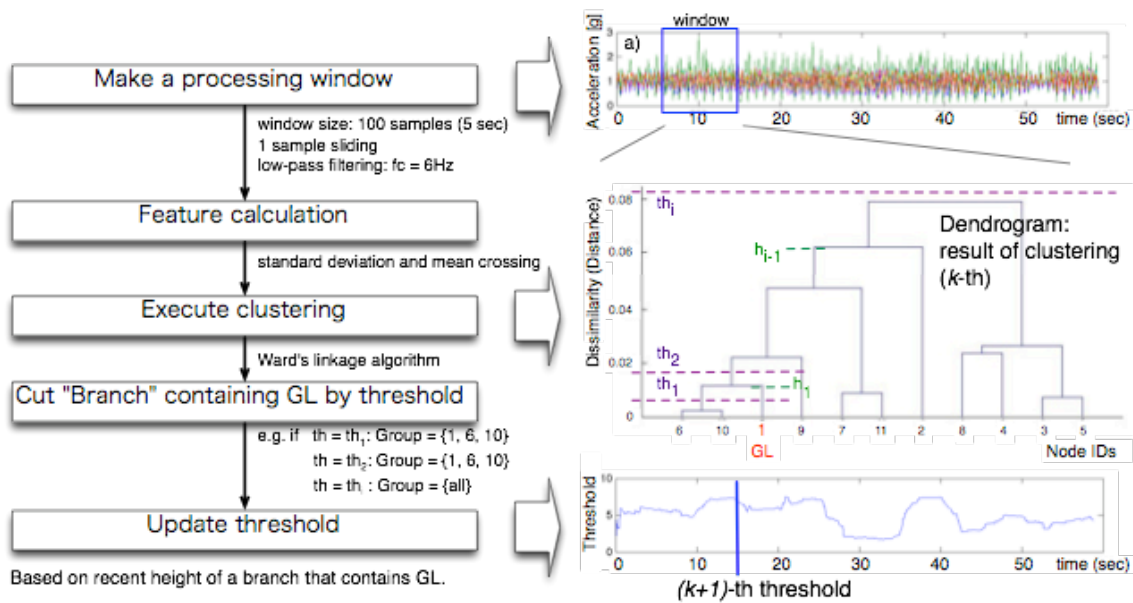 Make a processing window
window size: 100 samples (5 sec)
1 sample sliding
low-pass filtering: fc = 6Hz
Feature calculation
standard deviation and mean crossing
Execute clustering
Ward's linkage algorithm
Cut "Branch" containing GL by threshold
e.g. if th = th1: Group = {1, 6, 10}
th = th2: Group = {1, 6, 10}
th = thi : Group = {all}
Update threshold
Based on recent height of a branch that contains GL.
window
a)
Acceleration [g]
3
2
1
0
0 10 20 30 40 50 time (sec)
Dissimilarity (Distance)
0.08
0.06
0.04
0.02
0
thi
hi-1
th2
th1
h1
Dendrogram:
result of clustering
(k-th)
6 10 1 9 7 11 2 8 4 3 5
GL
Node IDs
Threshold
10
5
0
0 10 20 30 40 50 time (sec)
(k+1)-th threshold